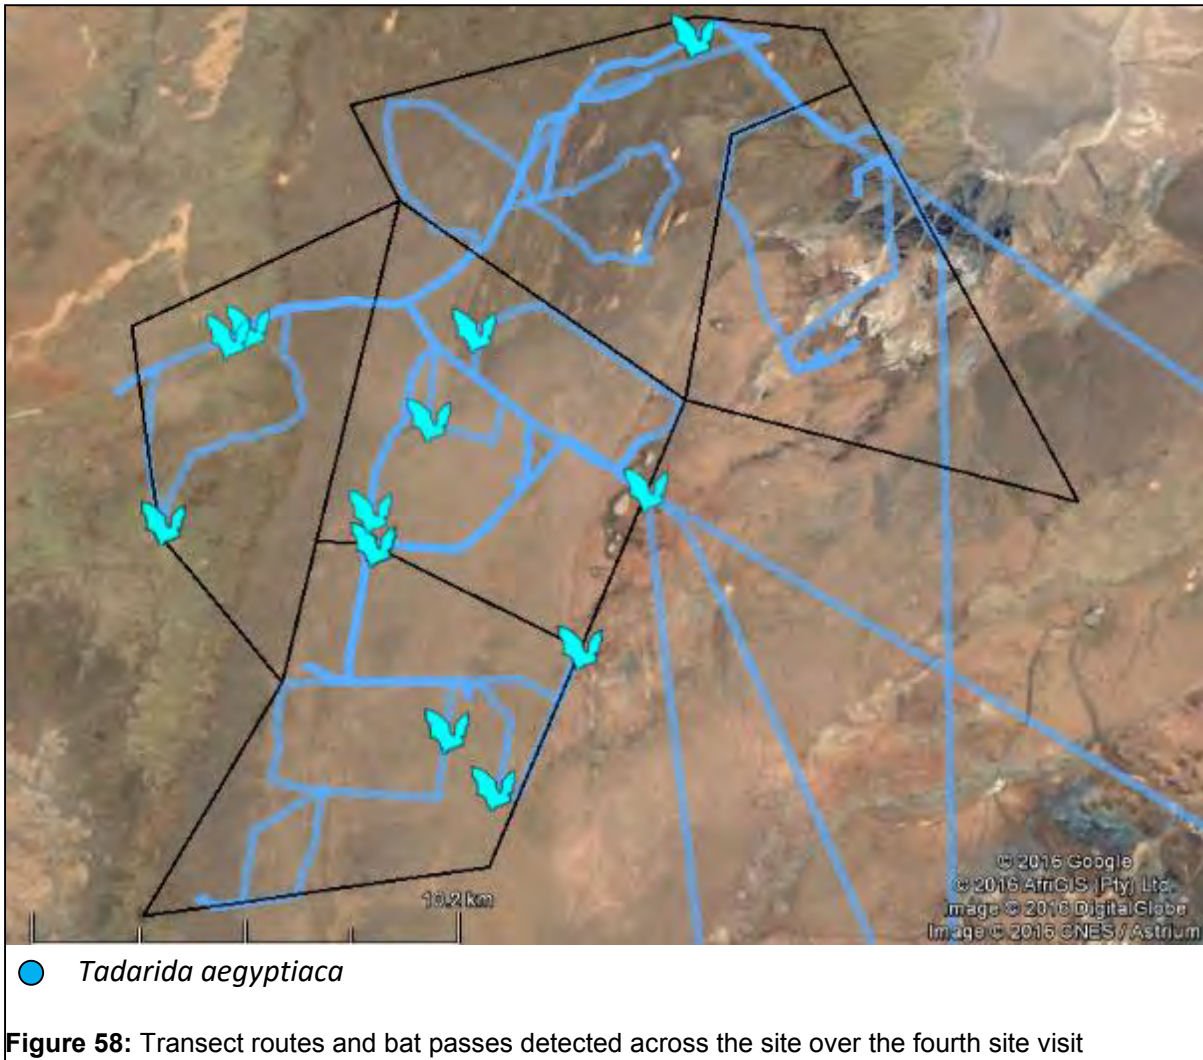 10.2 km
© 2016 Google
© 2016 AfriGIS (Pty) Ltd.
Image © 2016 DigitalGlobe
Image © 2016 CNES / Astrium
Tadarida aegyptiaca
Figure 58: Transect routes and bat passes detected across the site over the fourth site visit